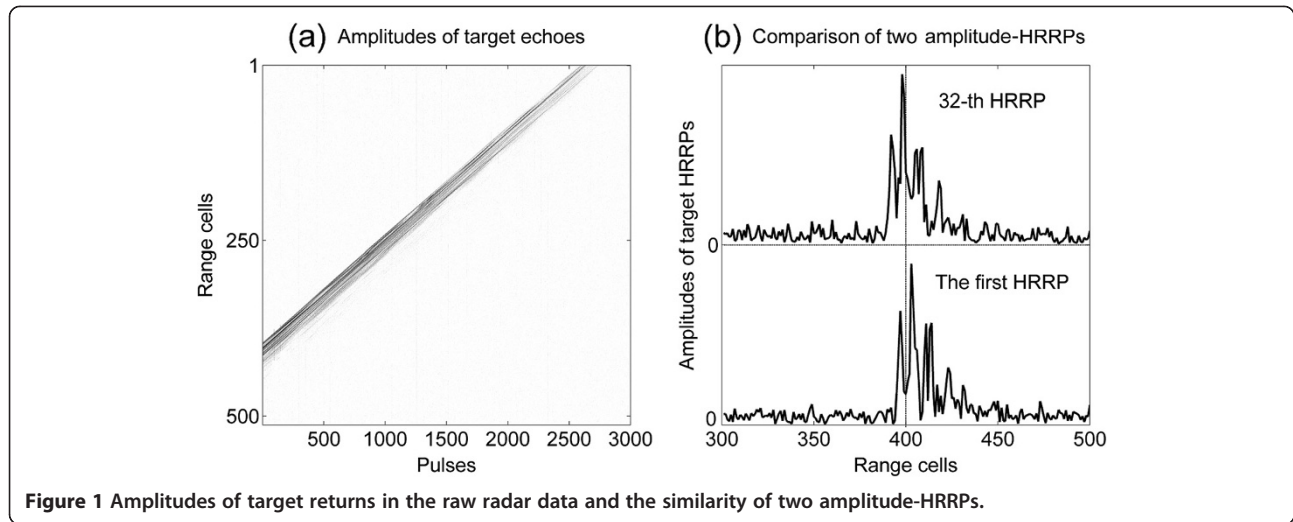 (a) Amplitudes of target echoes
1
250
500
Range cells
500 1000 1500 2000 2500 3000
Pulses
(b) Comparison of two amplitude-HRRPs
32-th HRRP
0
The first HRRP
0
Amplitudes of target HRRPs
300 350 400 450 500
Range cells
Figure 1 Amplitudes of target returns in the raw radar data and the similarity of two amplitude-HRRPs.